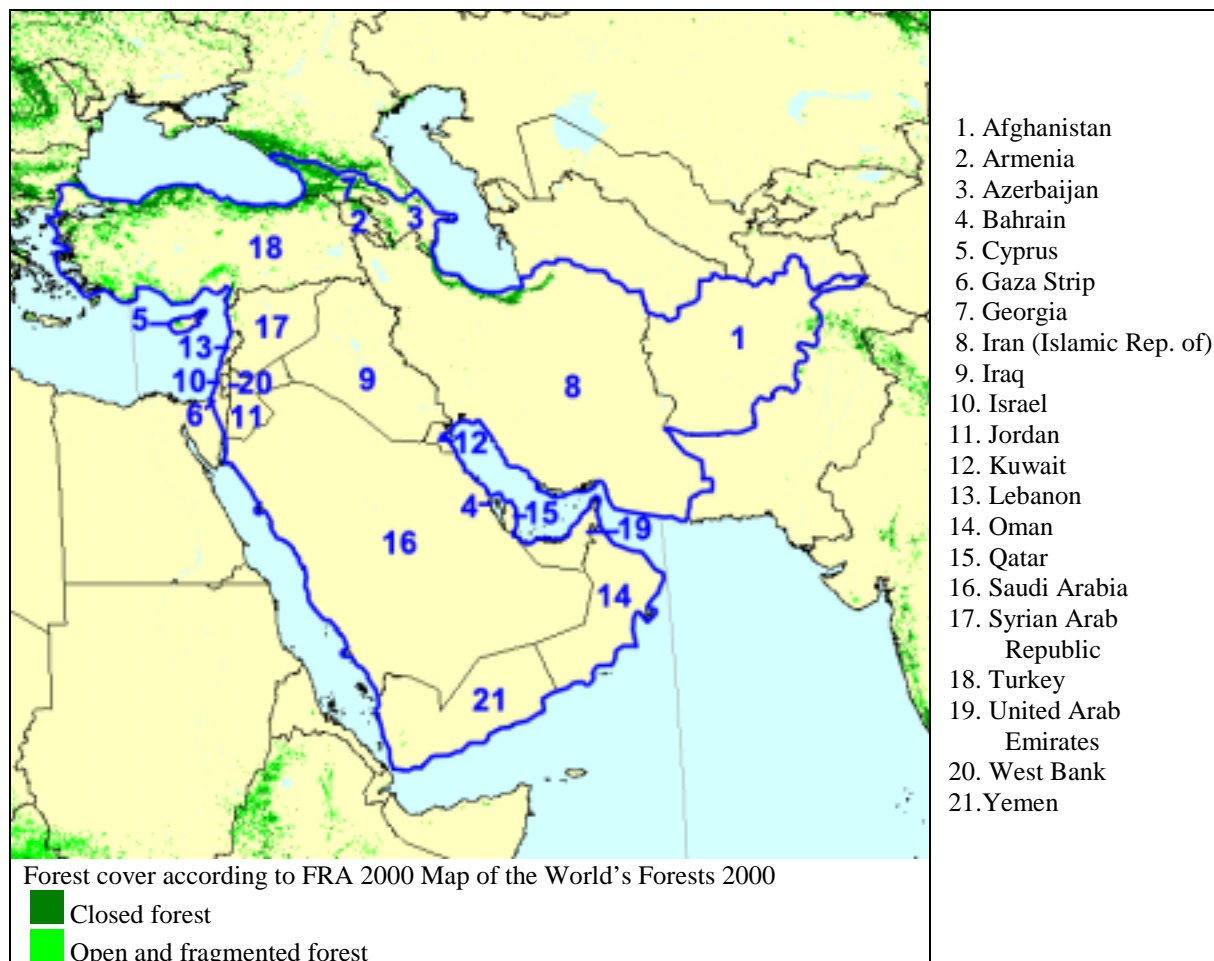 7
2
3
18
5
17
1
13
9
8
10
20
6
11
12
4
15
19
16
14
21
1. Afghanistan
2. Armenia
3. Azerbaijan
4. Bahrain
5. Cyprus
6. Gaza Strip
7. Georgia
8. Iran (Islamic Rep. of)
9. Iraq
10. Israel
11. Jordan
12. Kuwait
13. Lebanon
14. Oman
15. Qatar
16. Saudi Arabia
17. Syrian Arab
Republic
18. Turkey
19. United Arab
Emirates
20. West Bank
21.Yemen
Forest cover according to FRA 2000 Map of the World's Forests 2000
Closed forest
Open and fragmented forest